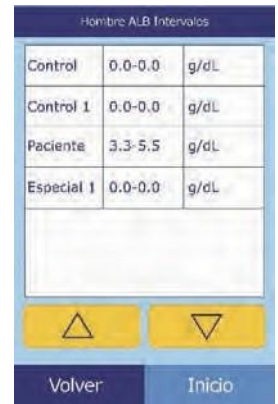 Hombre ALB Intervalos
Control 0.0-0.0 g/dL
Control 1 0.0-0.0 g/dL
Paciente 3.3-5.5 g/dL
Especial 1 0.0-0.0 g/dL
Volver Inicio